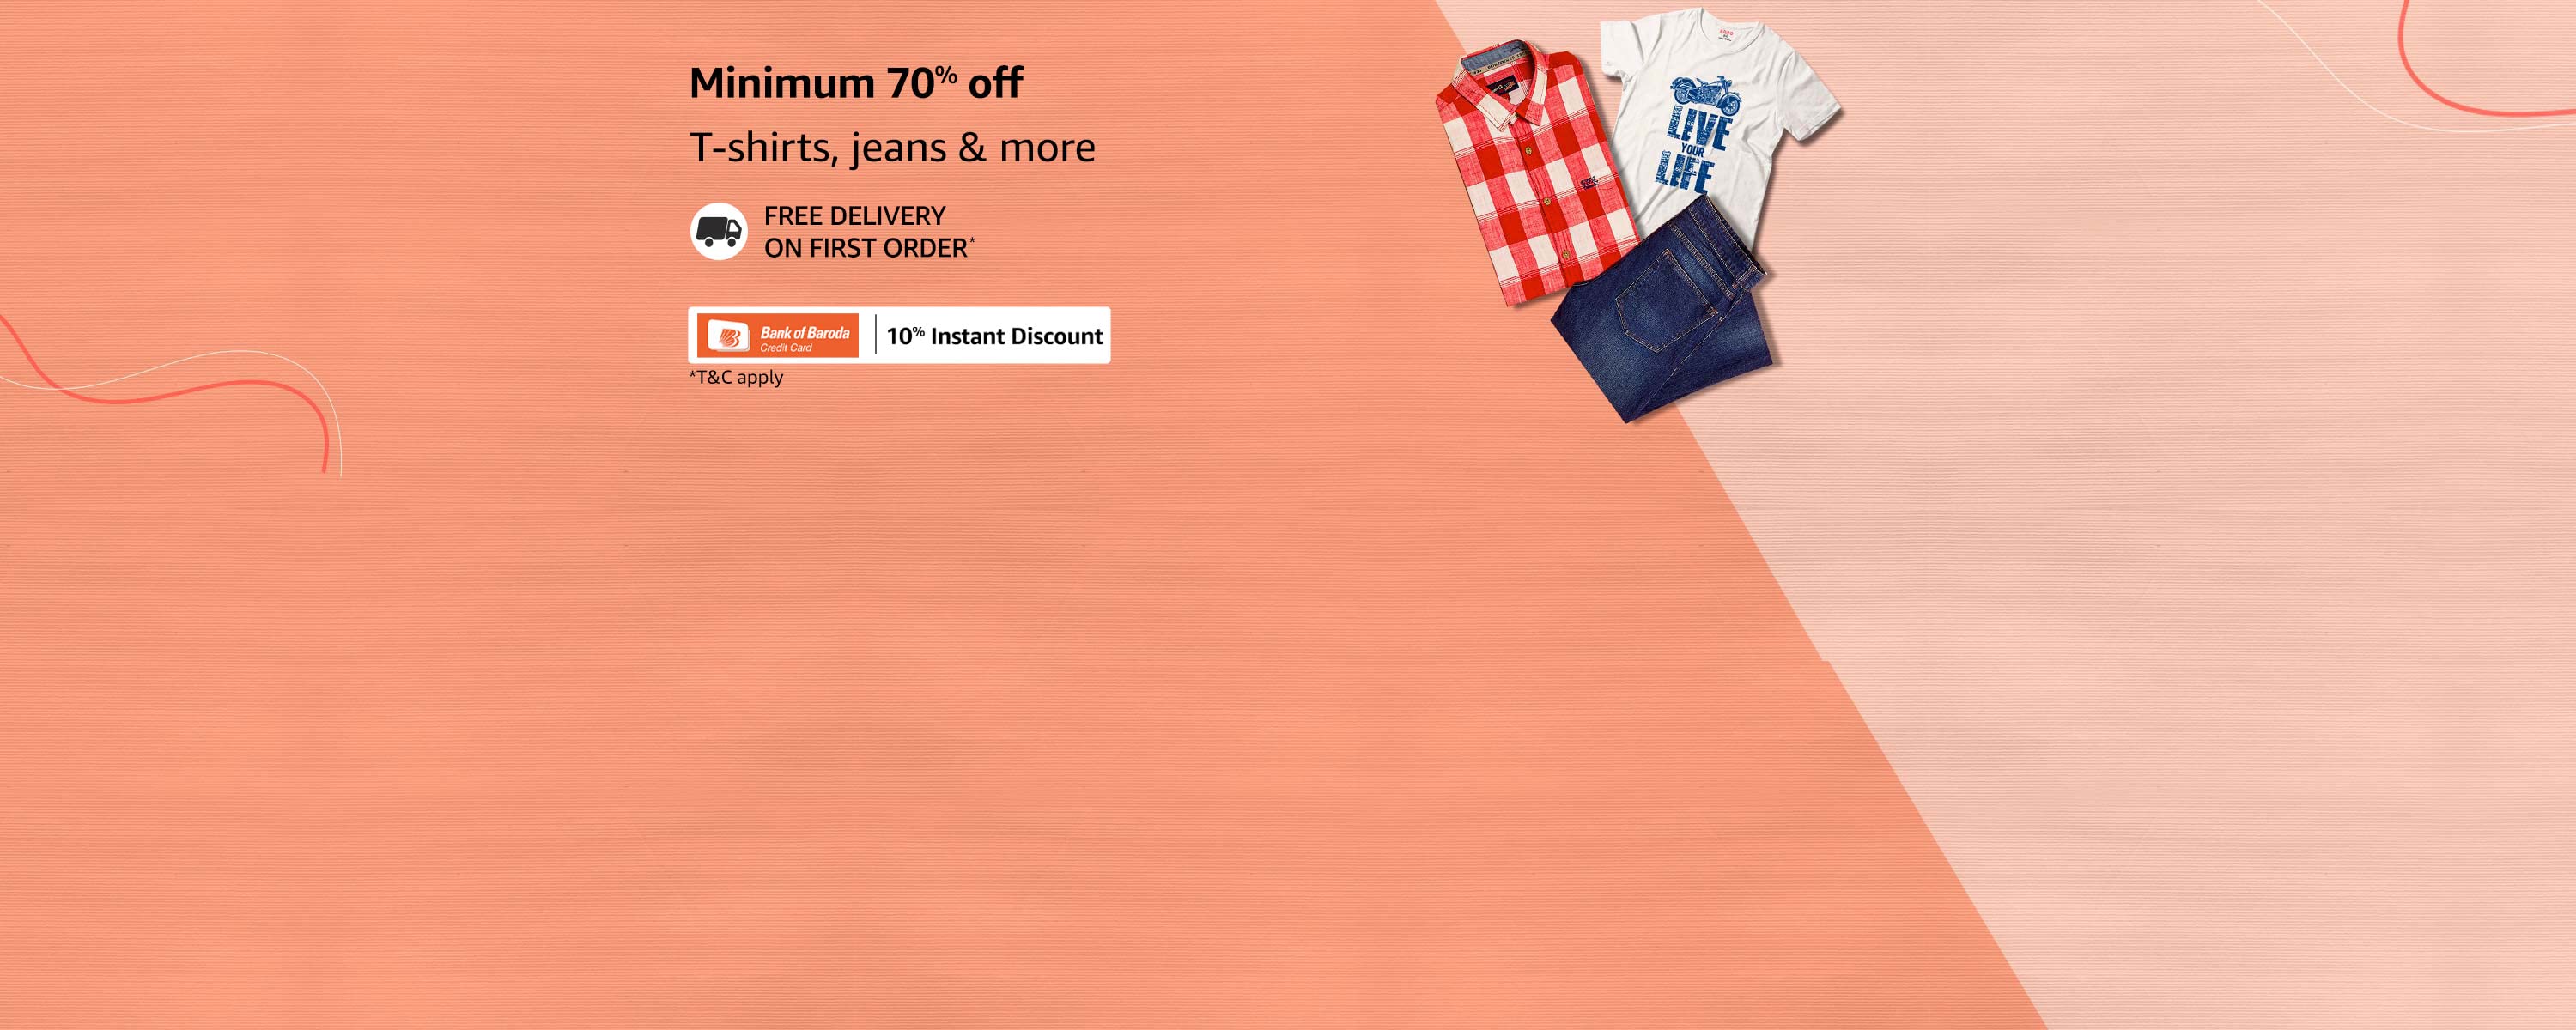 Minimum 70% off
T-shirts, jeans & more
FREE DELIVERY
ON FIRST ORDER*
Bank of Baroda
Credit Card
10% Instant Discount
*T&C apply
LIVE
YOUR
LIFE